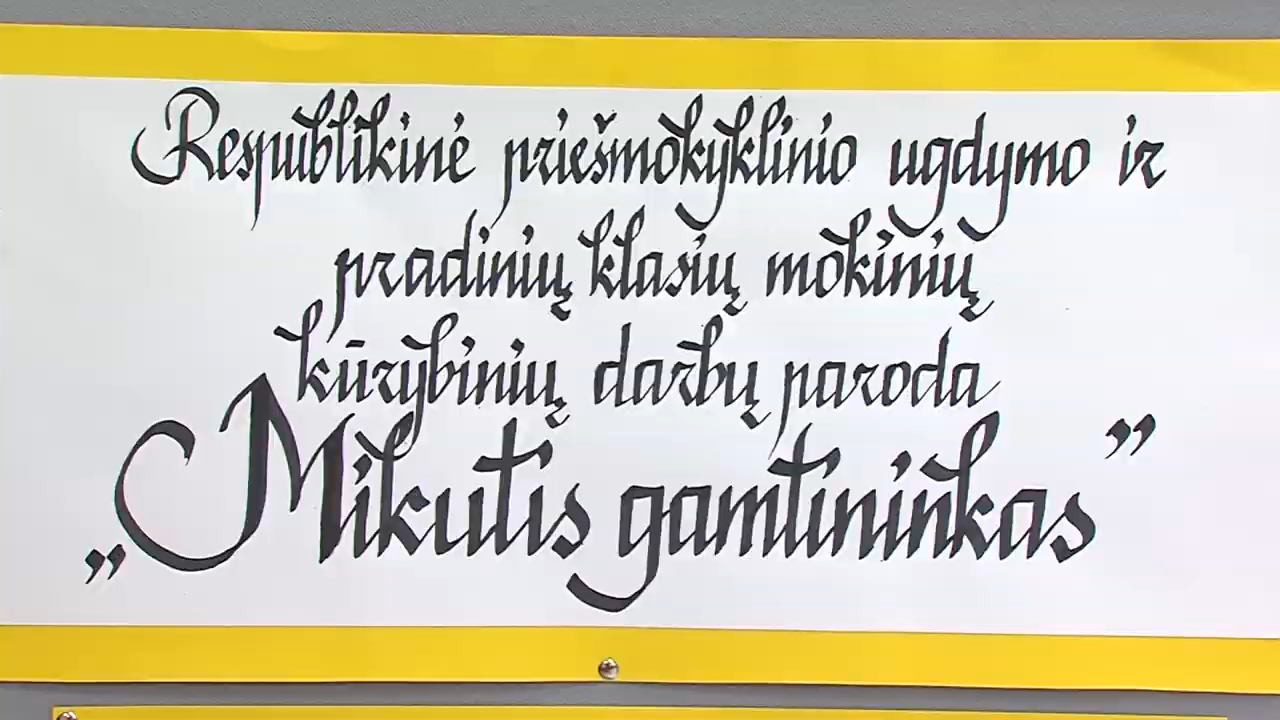 Respublikinė priešmokyklinio ugdymo ir
pradinių klasių mokinių
kūrybinių darbų paroda
„Mikutis gamtininkas”